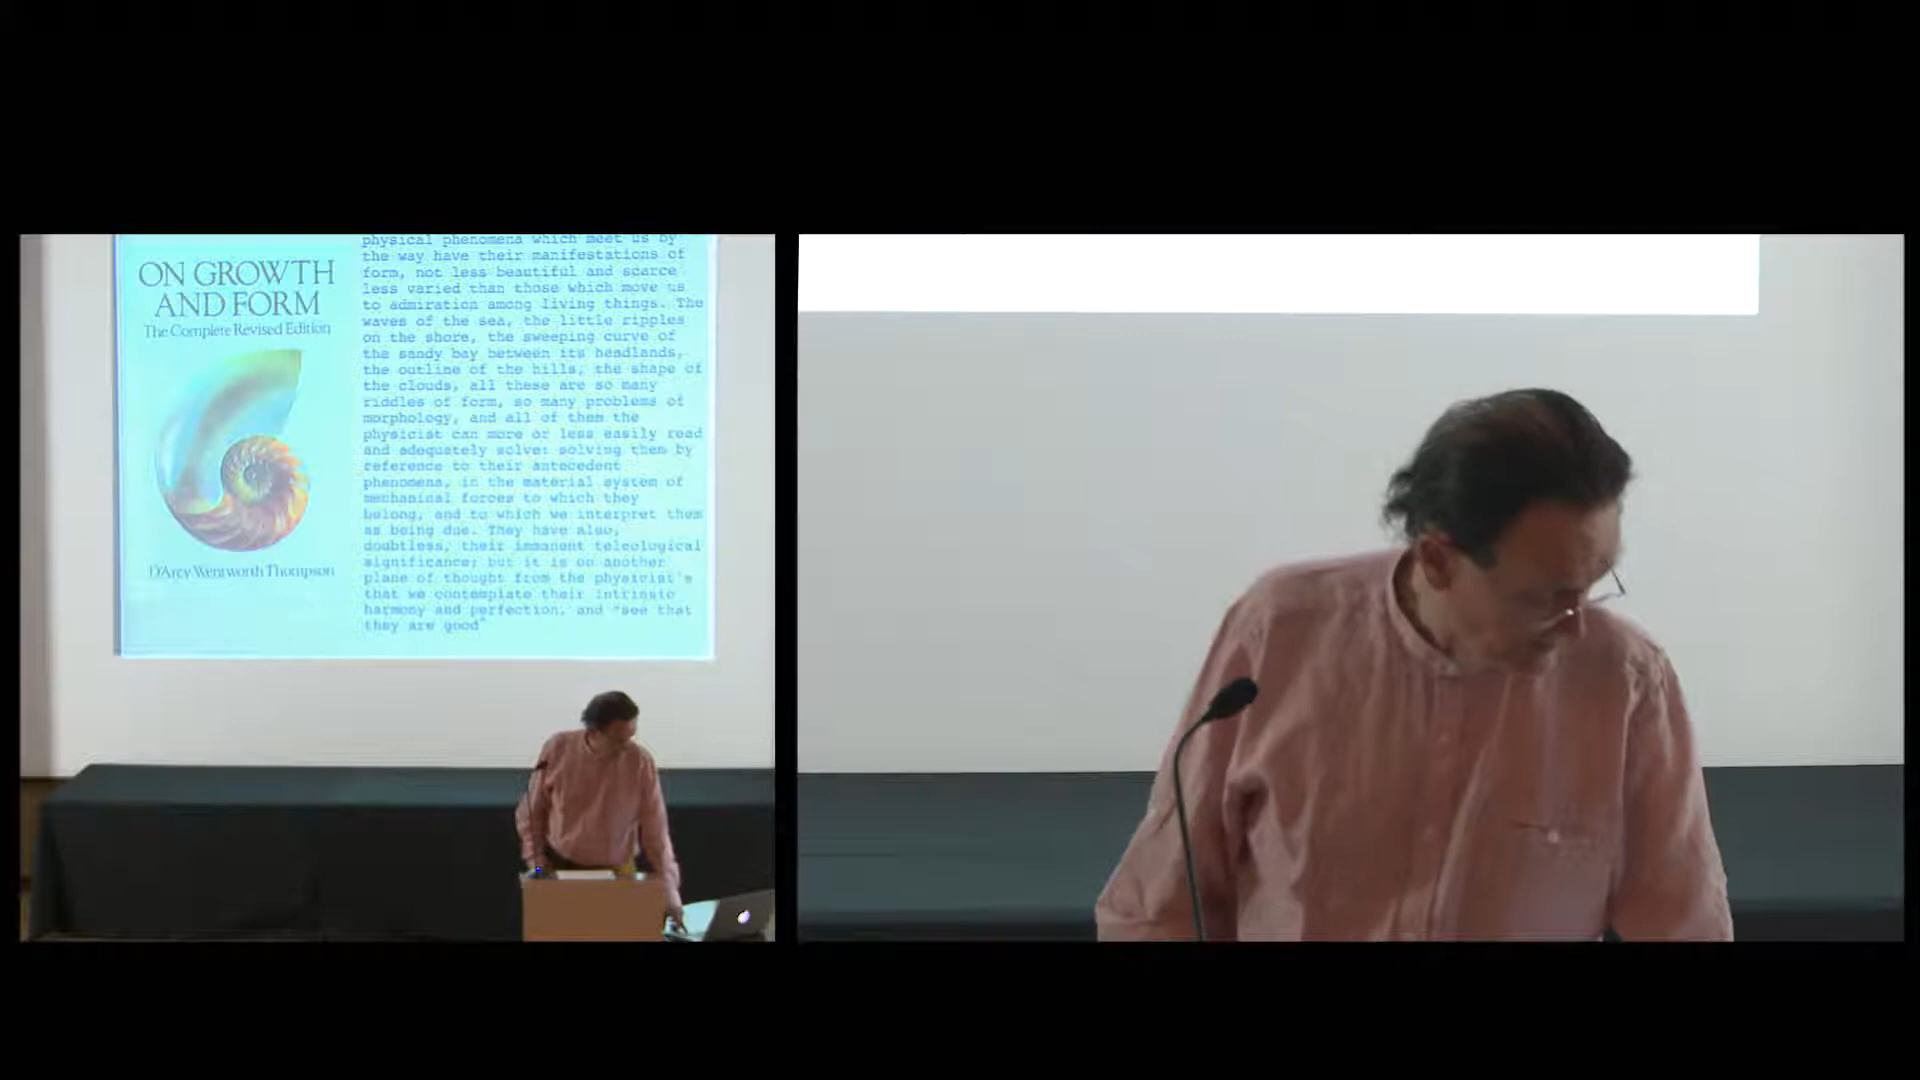 ON GROWTH
AND FORM
The Complete Revised Edition
D'Arcy Wentworth Thompson
physical phenomena which meet us by
the way have their manifestations of
form, not less beautiful and scarce
less varied than those which move us
to admiration among living things. The
waves of the sea, the little ripples
on the shore, the sweeping curve of
the sandy bay between its headlands,
the outline of the hills, the shape of
the clouds, all these are so many
riddles of form, so many problems of
morphology, and all of them the
physicist can more or less easily read
and adequately solve: solving them by
reference to their antecedent
phenomena, in the material system of
mechanical forces to which they
belong, and to which we interpret them
as being due. They have also,
doubtless, their immanent teleological
significance; but it is on another
plane of thought from the physicist's
that we contemplate their intrinsic
harmony and perfection, and "see that
they are good"